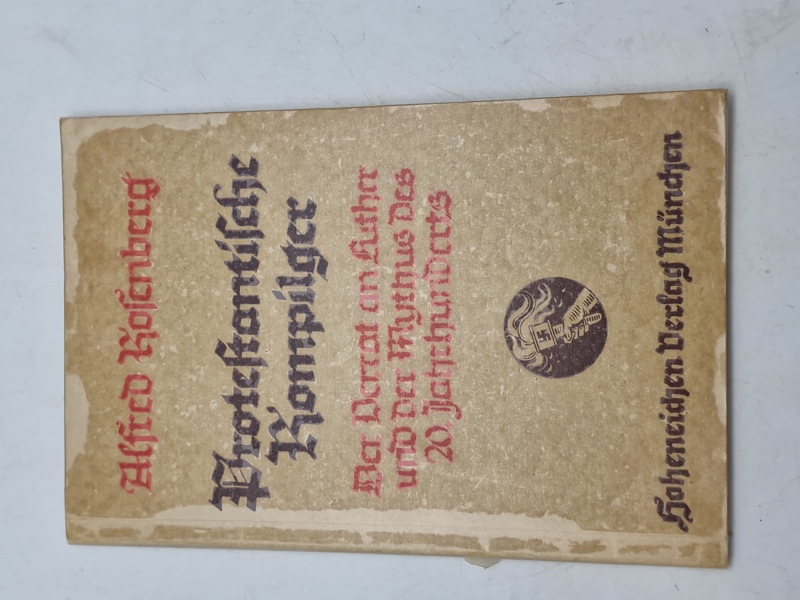 Alfred Rosenberg
Protestantische
Rompilger
Der Verrat an Luther
und der Mythus des
20. Jahrhunderts
Hoheneichen Verlag München